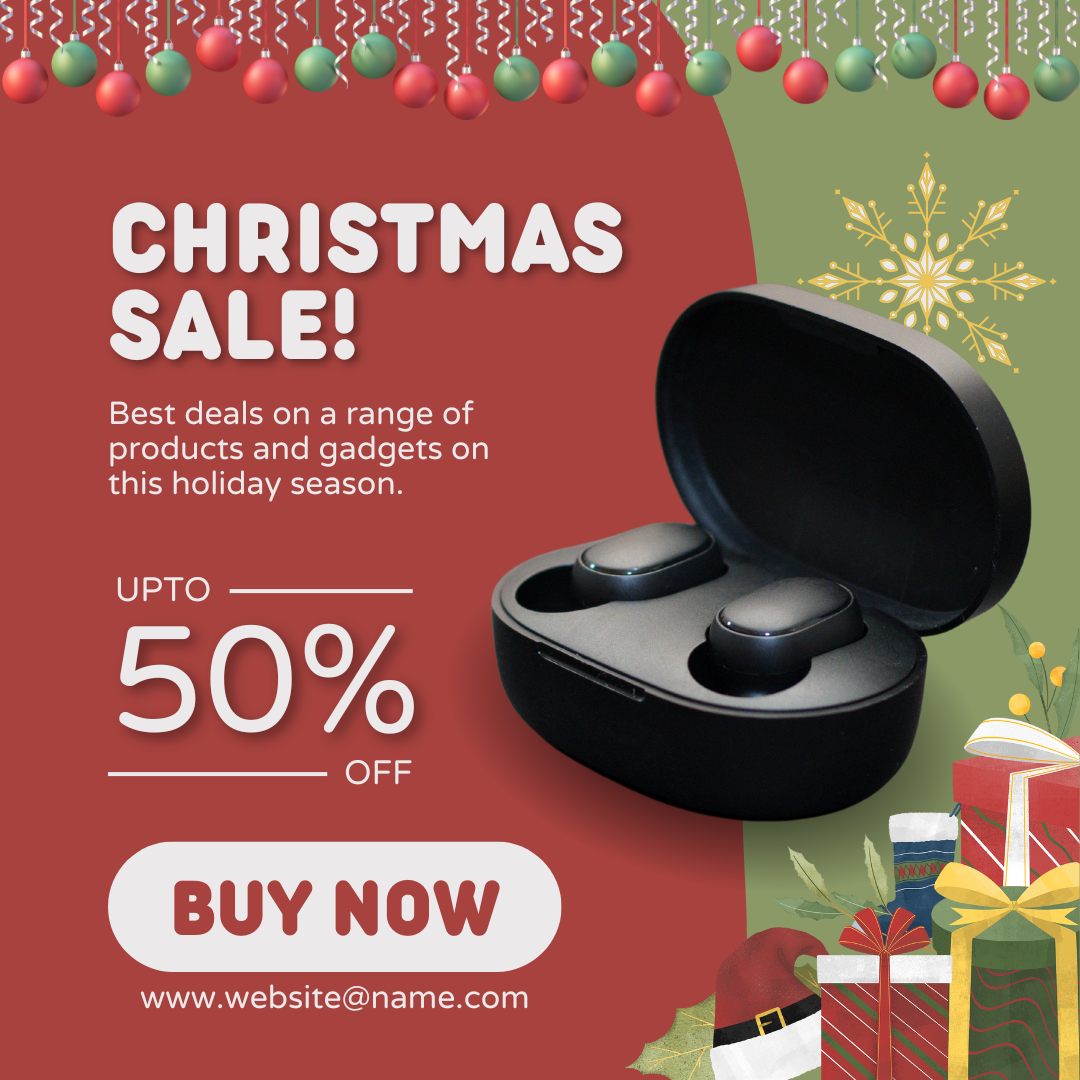 CHRISTMAS
SALE!
Best deals on a range of
products and gadgets on
this holiday season.
UPTO
50%
OFF
BUY NOW
www.website@name.com